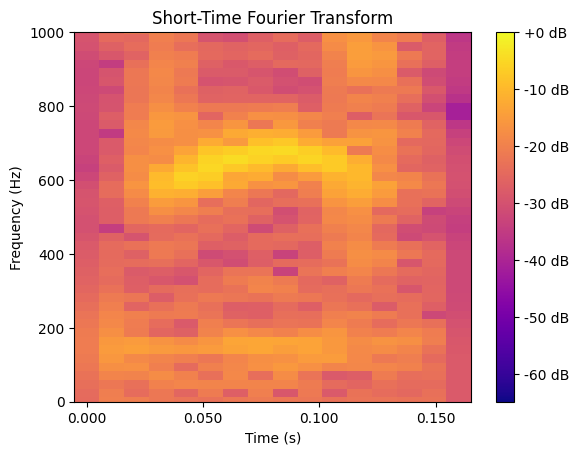 Short-Time Fourier Transform
1000
800
600
400
200
0
Frequency (Hz)
0.000
0.050
0.100
0.150
Time (s)
+0 dB
-10 dB
-20 dB
-30 dB
-40 dB
-50 dB
-60 dB